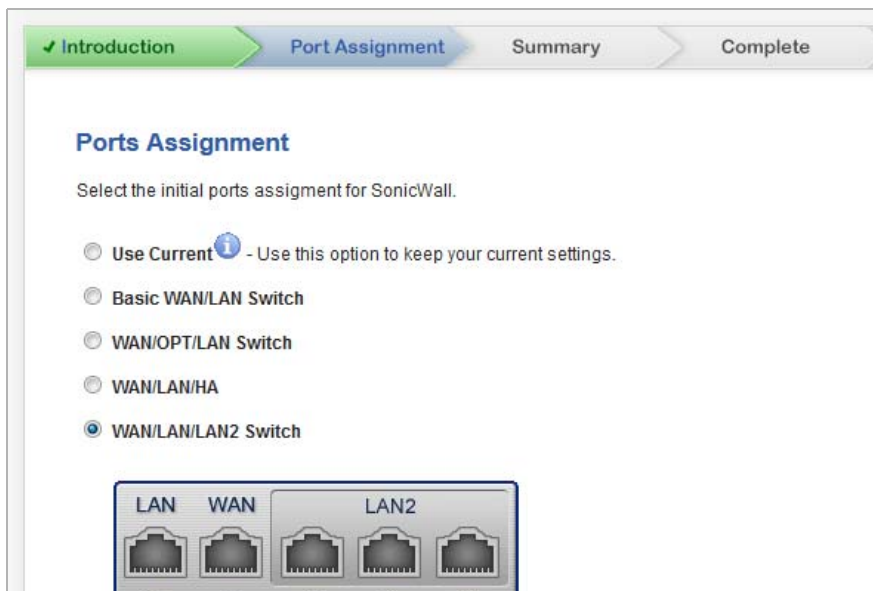 ✔ Introduction Port Assignment Summary Complete
Ports Assignment
Select the initial ports assigment for SonicWall.
Use Current i - Use this option to keep your current settings.
Basic WAN/LAN Switch
WAN/OPT/LAN Switch
WAN/LAN/HA
WAN/LAN/LAN2 Switch
LAN WAN LAN2